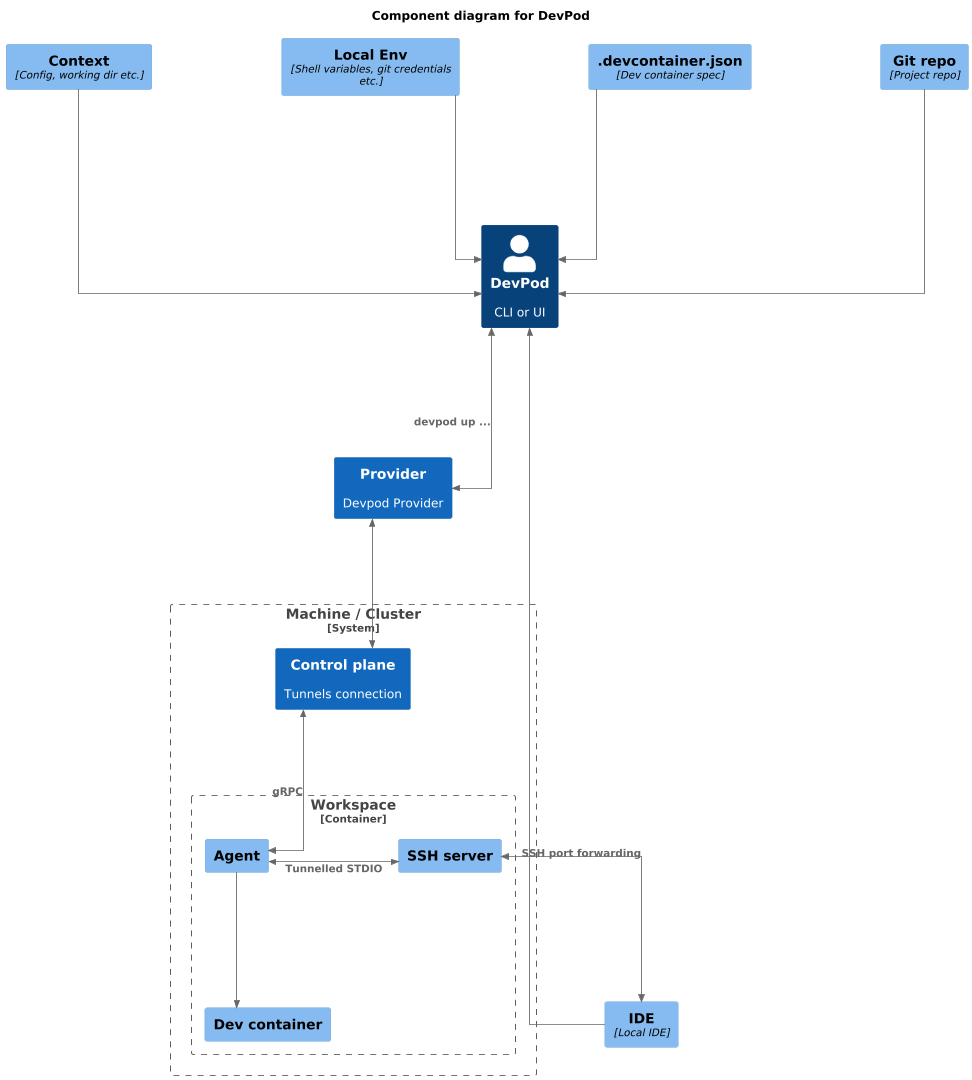 Component diagram for DevPod
Context
[Config, working dir etc.]
Local Env
[Shell variables, git credentials
etc.]
.devcontainer.json
[Dev container spec]
Git repo
[Project repo]
DevPod
CLI or UI
devpod up ...
Provider
Devpod Provider
Machine / Cluster
[System]
Control plane
Tunnels connection
gRPC
Workspace
[Container]
Agent
SSH server
SSH port forwarding
Tunnelled STDIO
Dev container
IDE
[Local IDE]